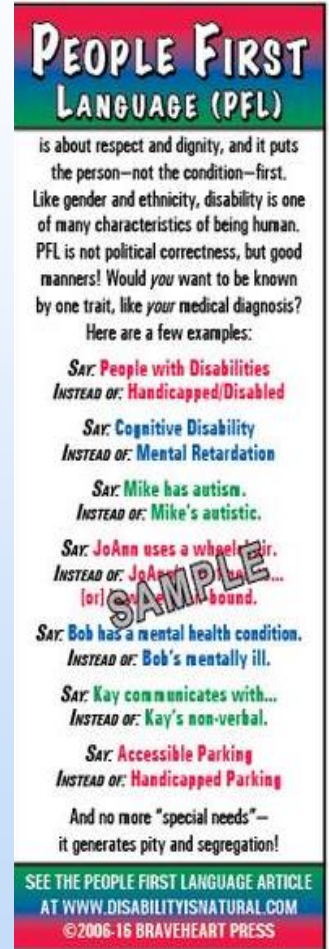 PEOPLE FIRST
LANGUAGE (PFL)
is about respect and dignity, and it puts
the person—not the condition—first.
Like gender and ethnicity, disability is one
of many characteristics of being human.
PFL is not political correctness, but good
manners! Would you want to be known
by one trait, like your medical diagnosis?
Here are a few examples:
SAY: People with Disabilities
INSTEAD OF: Handicapped/Disabled
SAY: Cognitive Disability
INSTEAD OF: Mental Retardation
SAY: Mike has autism.
INSTEAD OF: Mike's autistic.
SAY: JoAnn uses a wheelchair.
INSTEAD OF:
[or] bound.
SAMPLE
SAY: Bob has a mental health condition.
INSTEAD OF: Bob's mentally ill.
SAY: Kay communicates with...
INSTEAD OF: Kay's non-verbal.
SAY: Accessible Parking
INSTEAD OF: Handicapped Parking
And no more "special needs"—
it generates pity and segregation!
SEE THE PEOPLE FIRST LANGUAGE ARTICLE
AT WWW.DISABILITYISNATURAL.COM
©2006-16 BRAVEHEART PRESS